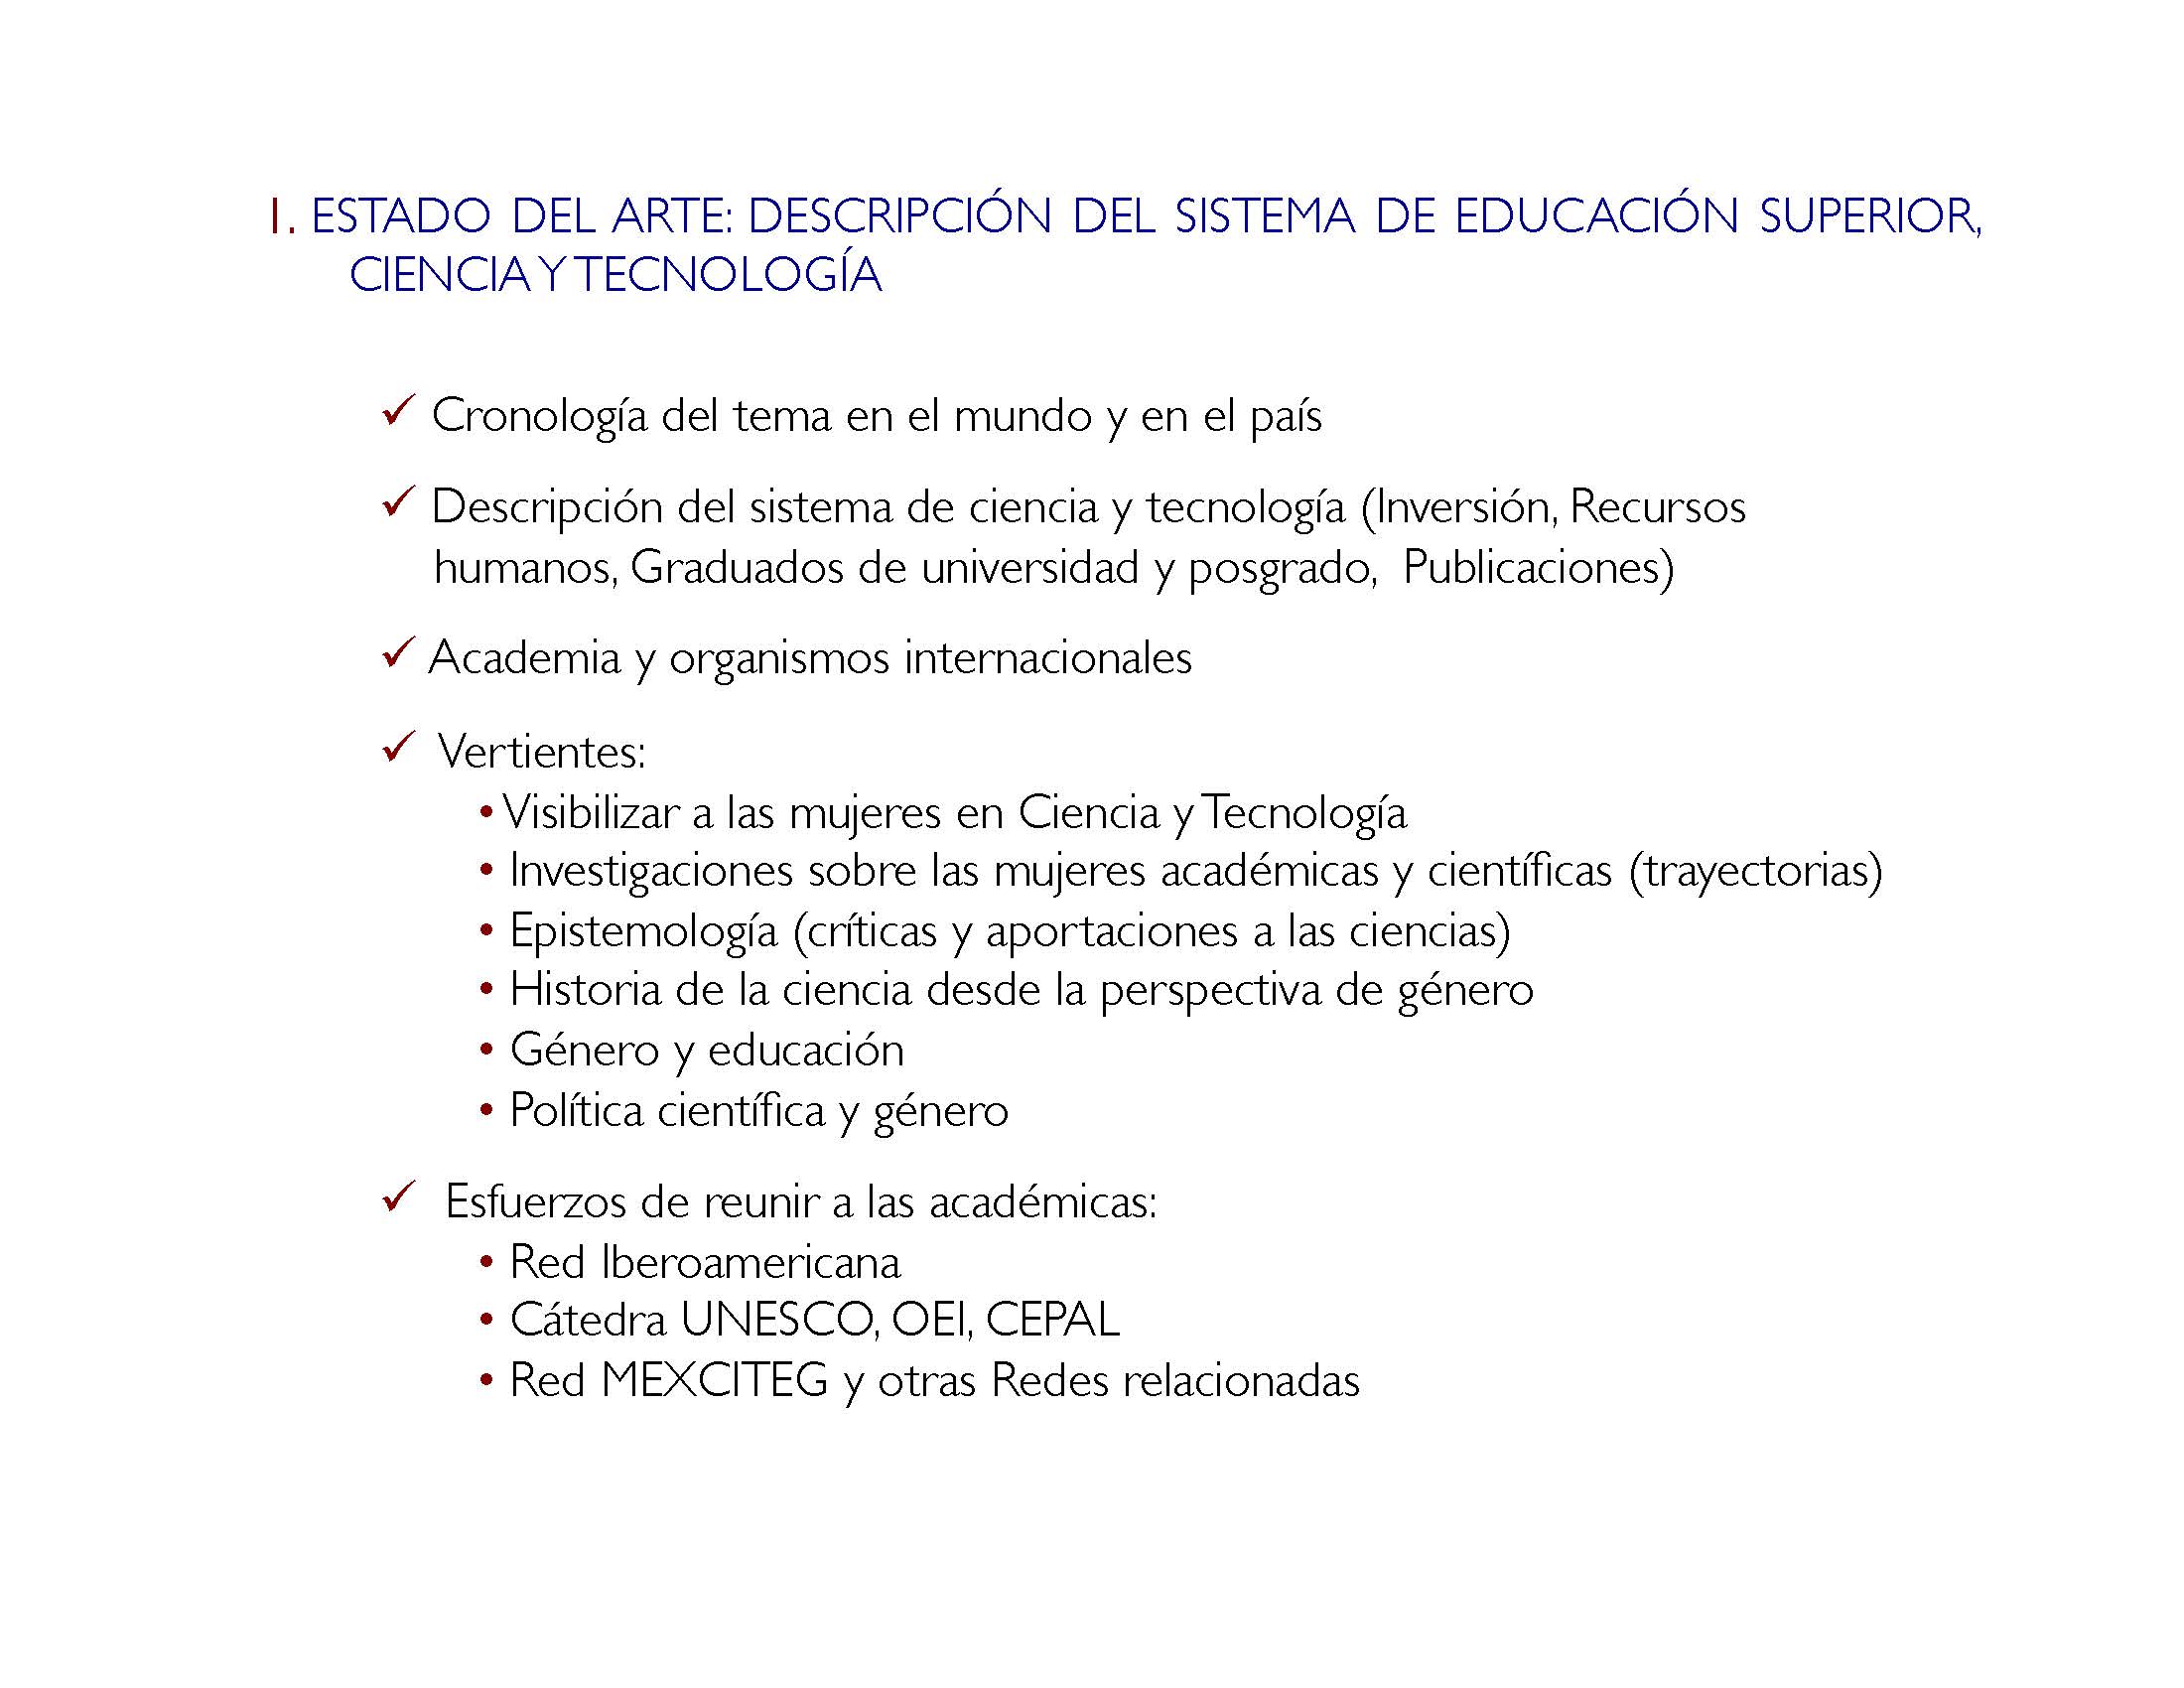 1. ESTADO DEL ARTE: DESCRIPCIÓN DEL SISTEMA DE EDUCACIÓN SUPERIOR,
CIENCIA Y TECNOLOGÍA
✓ Cronología del tema en el mundo y en el país
✓ Descripción del sistema de ciencia y tecnología (Inversión, Recursos
humanos, Graduados de universidad y posgrado, Publicaciones)
✓ Academia y organismos internacionales
✓ Vertientes:
• Visibilizar a las mujeres en Ciencia y Tecnología
• Investigaciones sobre las mujeres académicas y científicas (trayectorias)
• Epistemología (críticas y aportaciones a las ciencias)
• Historia de la ciencia desde la perspectiva de género
• Género y educación
• Política científica y género
✓ Esfuerzos de reunir a las académicas:
• Red Iberoamericana
• Cátedra UNESCO, OEI, CEPAL
• Red MEXCITEG y otras Redes relacionadas